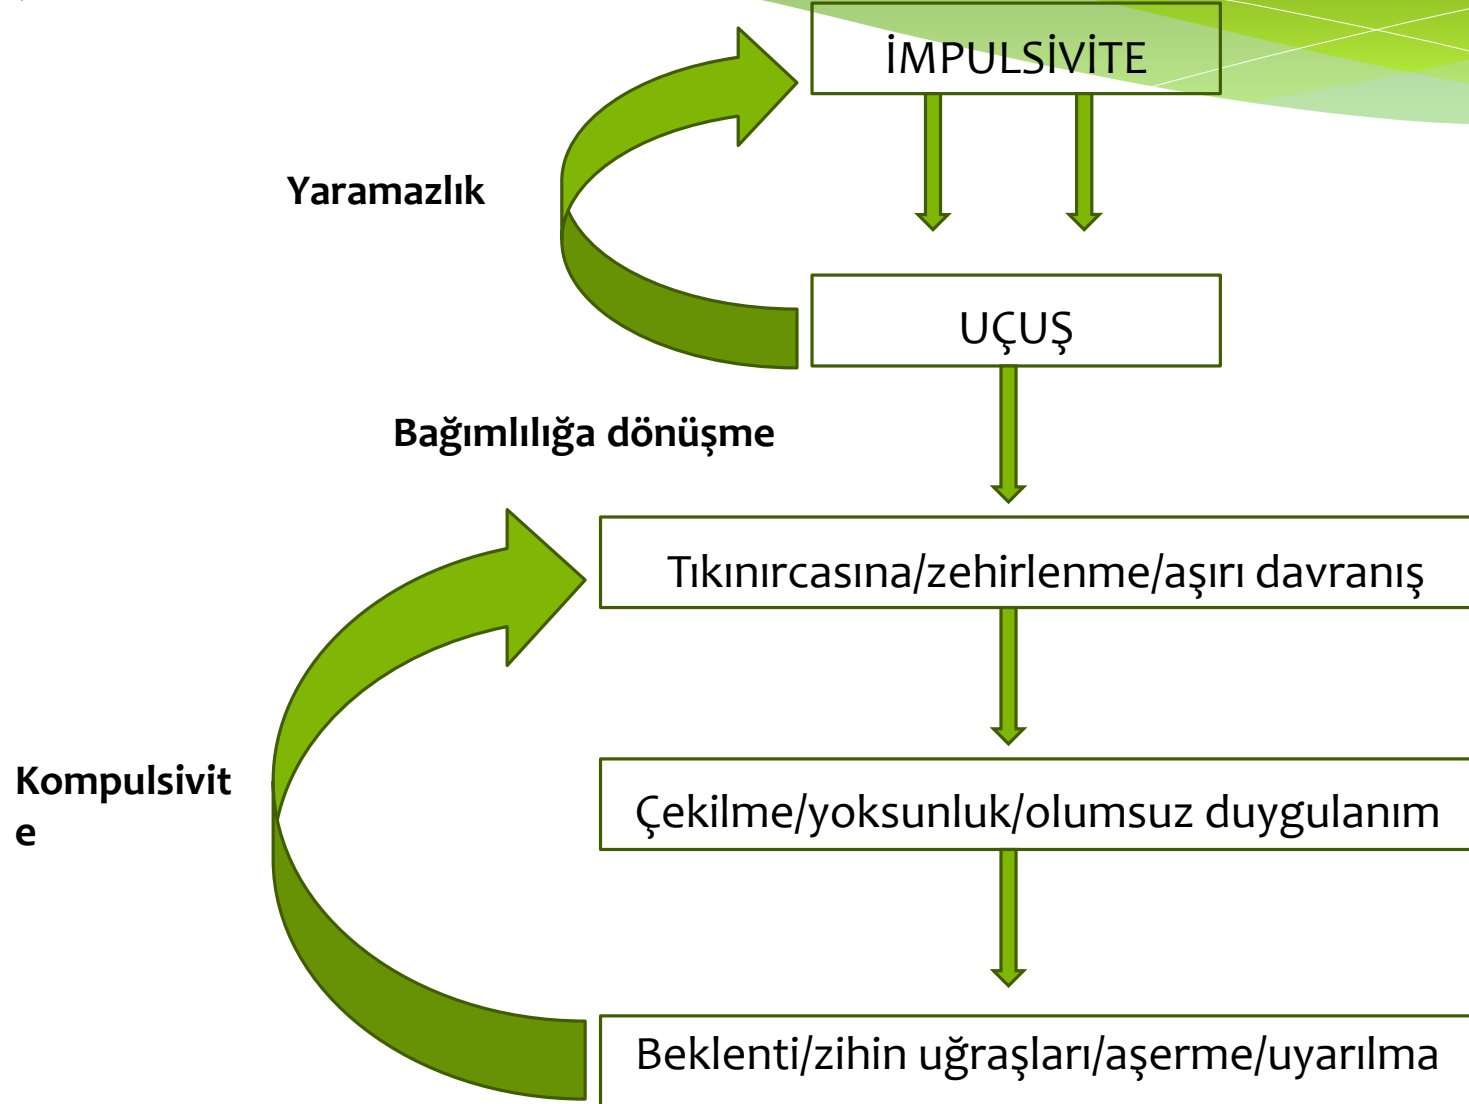 İMPULSİVİTE
Yaramazlık
UÇUŞ
Bağımlılığa dönüşme
Tıkınırcasına/zehirlenme/aşırı davranış
Kompulsivit
e
Çekilme/yoksunluk/olumsuz duygulanım
Beklenti/zihin uğraşları/aşerme/uyarılma